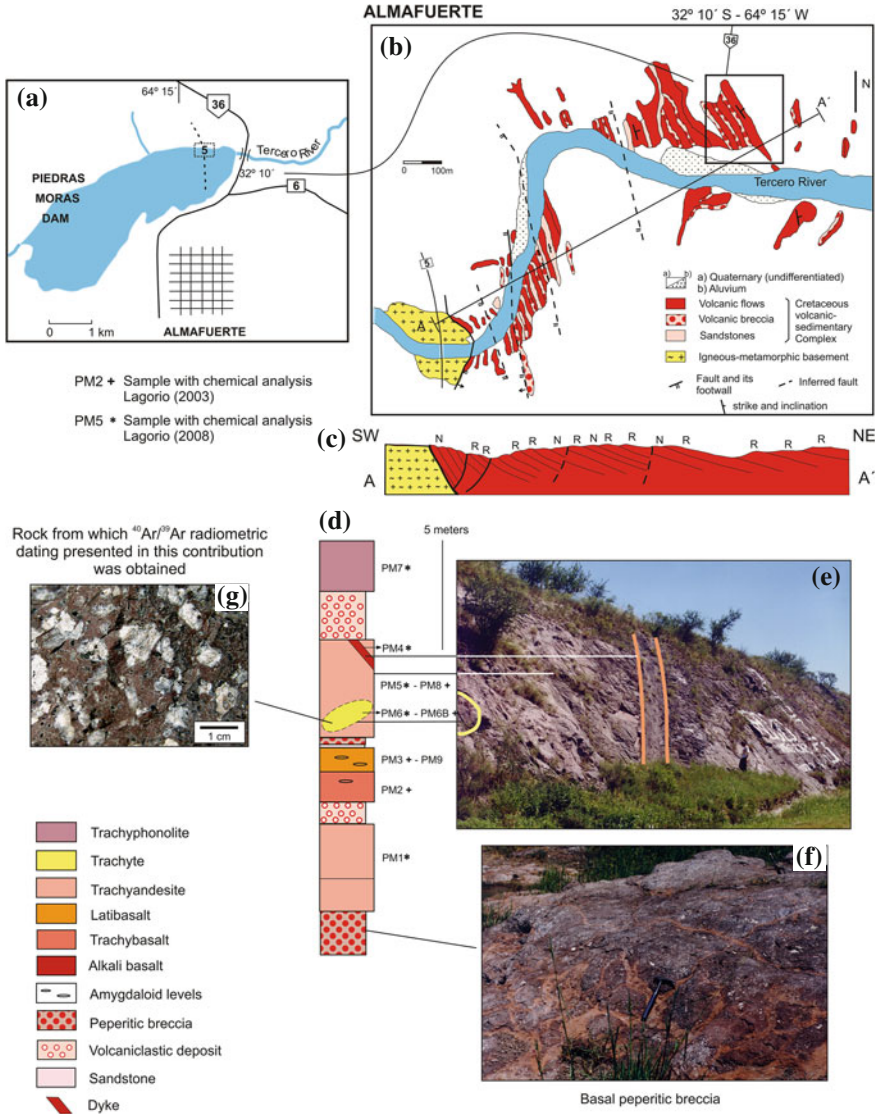 ALMAFUERTE
32º 10´ S - 64º 15´ W
(a)
64º 15´
36
5
Tercero River
32º 10´
6
PIEDRAS
MORAS
DAM
0 1 km
ALMAFUERTE
PM2 + Sample with chemical analysis
Lagorio (2003)
PM5 * Sample with chemical analysis
Lagorio (2008)
(b)
36
A´
N
0 100m
Tercero River
5
A
a) b) a) Quaternary (undifferentiated)
b) Aluvium
Volcanic flows
Volcanic breccia
Sandstones
Cretaceous
volcanic-
sedimentary
Complex
Igneous-metamorphic basement
Fault and its
footwall
Inferred fault
strike and inclination
(c)
SW
NE
N R R R R N R N R R N R R R R
A
A´
Rock from which ⁴⁰Ar/³⁹Ar radiometric
dating presented in this contribution
was obtained
(g)
1 cm
(d)
5 meters
PM7*
PM4*
PM5* - PM8 +
PM6* - PM6B +
PM3 + - PM9
PM2 +
PM1*
(e)
(f)
Basal peperitic breccia
Trachyphonolite
Trachyte
Trachyandesite
Latibasalt
Trachybasalt
Alkali basalt
Amygdaloid levels
Peperitic breccia
Volcaniclastic deposit
Sandstone
Dyke